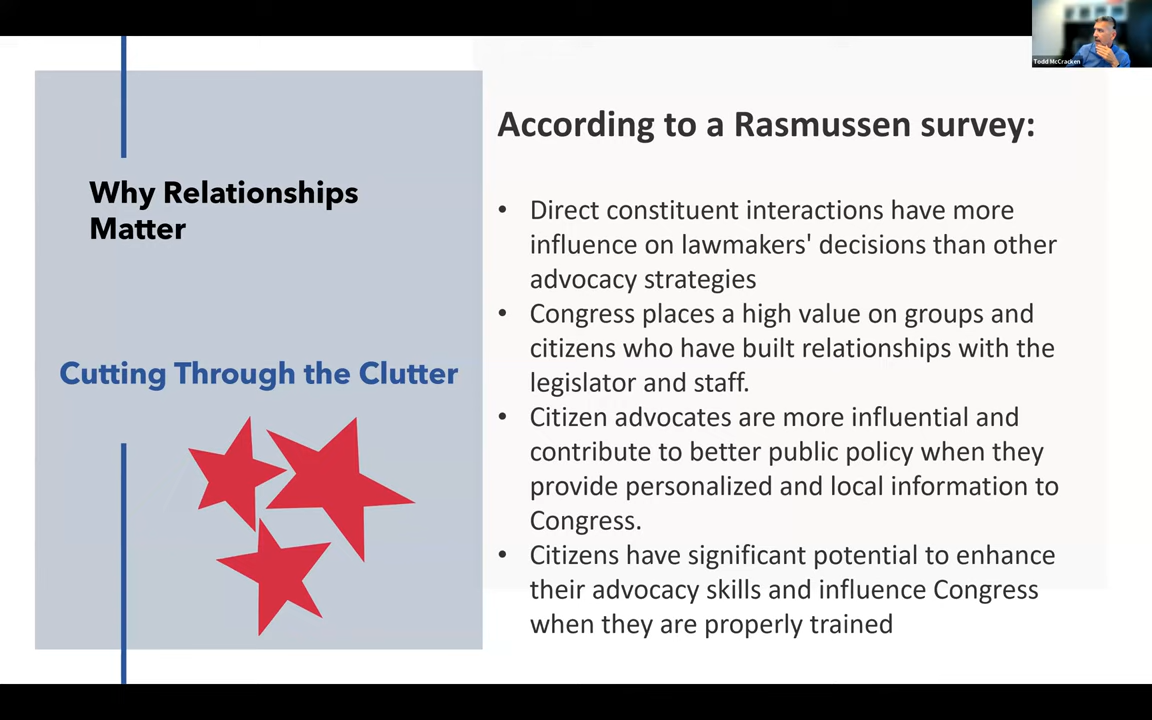 Todd McCracken
Why Relationships
Matter
Cutting Through the Clutter
According to a Rasmussen survey:
• Direct constituent interactions have more
influence on lawmakers' decisions than other
advocacy strategies
• Congress places a high value on groups and
citizens who have built relationships with the
legislator and staff.
• Citizen advocates are more influential and
contribute to better public policy when they
provide personalized and local information to
Congress.
• Citizens have significant potential to enhance
their advocacy skills and influence Congress
when they are properly trained